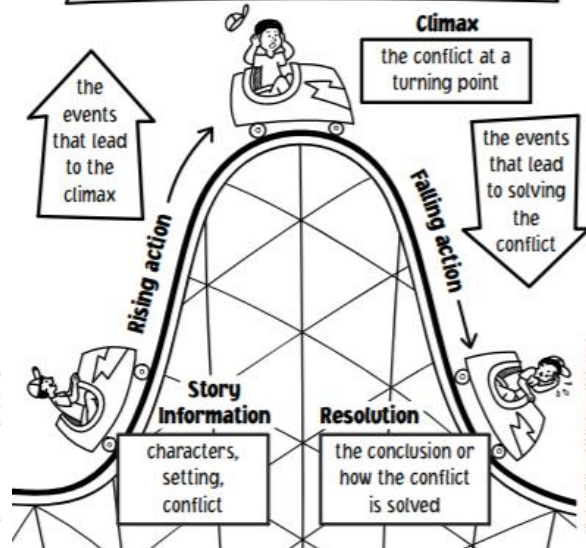 Climax
the conflict at a
turning point
the
events
that lead
to the
climax
the events
that lead
to solving
the
conflict
Rising action
Falling action
Story
Information
characters,
setting,
conflict
Resolution
the conclusion or
how the conflict
is solved